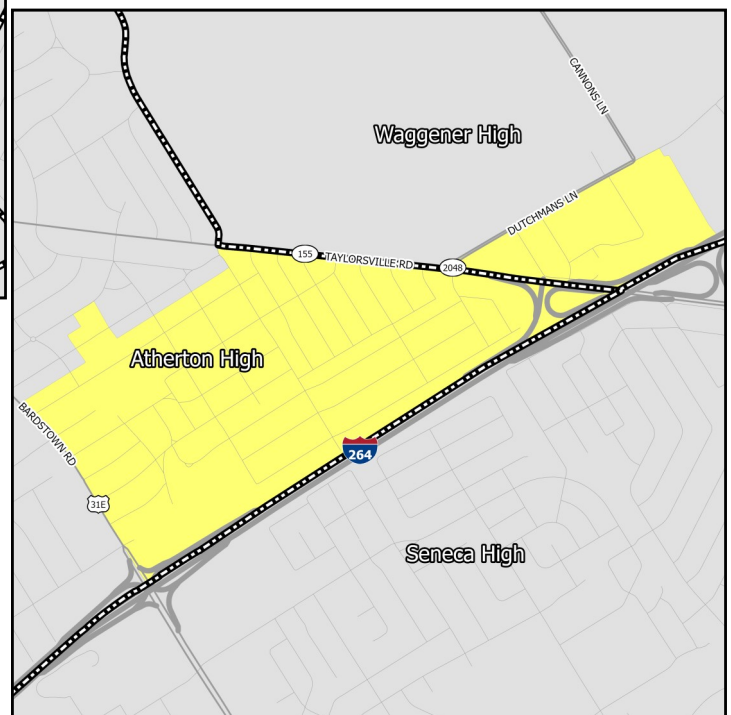 CANNONS LN
Waggener High
DUTCHMANS LN
155
TAYLORSVILLE RD
2048
Atherton High
BARDSTOWN RD
264
31E
Seneca High